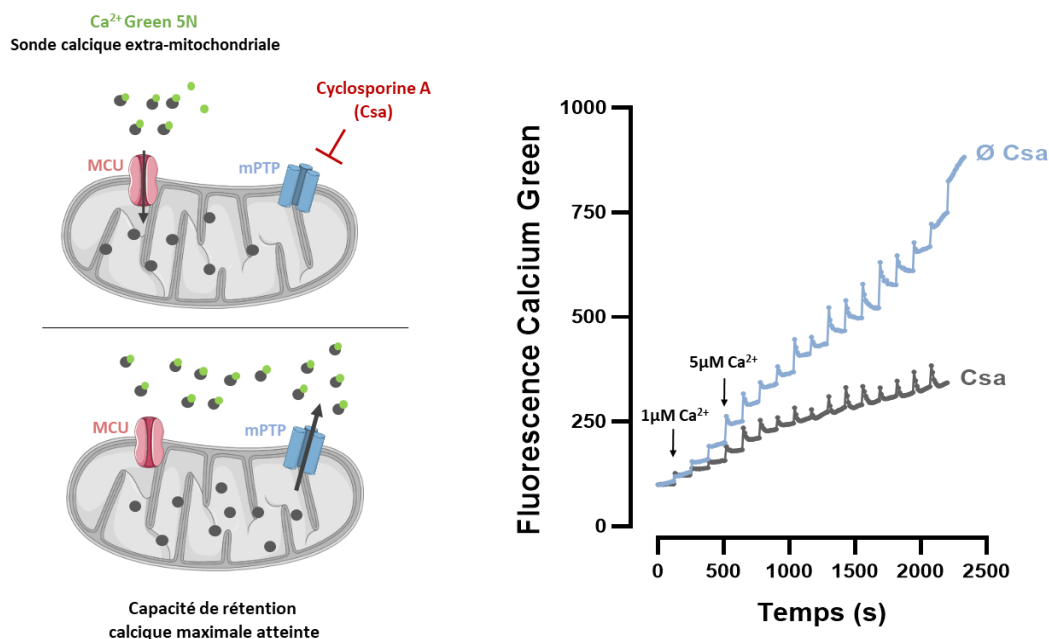 Ca²⁺ Green 5N
Sonde calcique extra-mitochondriale
Cyclosporine A
(Csa)
MCU
mPTP
MCU
mPTP
Capacité de rétention
calcique maximale atteinte
Fluorescence Calcium Green
1000
750
500
250
0
Ø Csa
5µM Ca²⁺
Csa
1µM Ca²⁺
0
500
1000
1500
2000
2500
Temps (s)